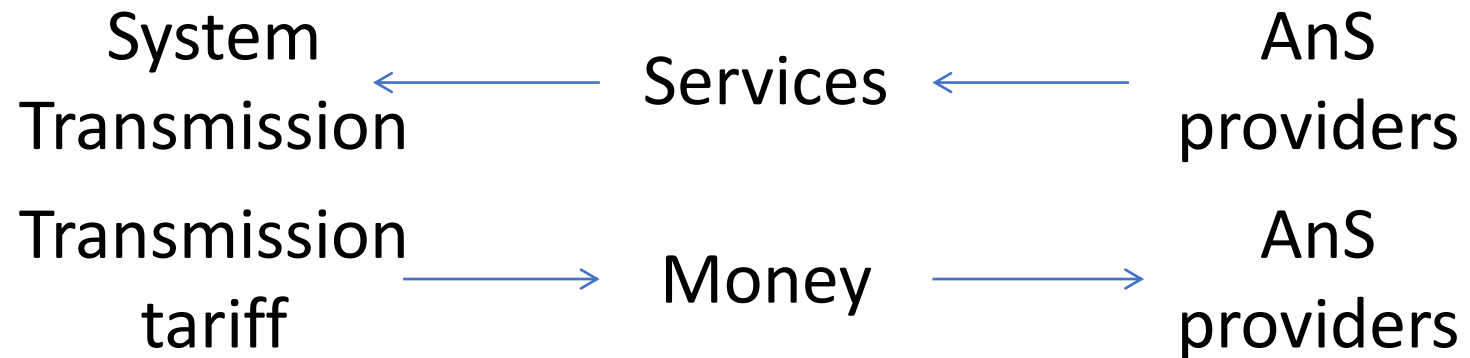 System
Transmission
Services
AnS
providers
Transmission
tariff
Money
AnS
providers